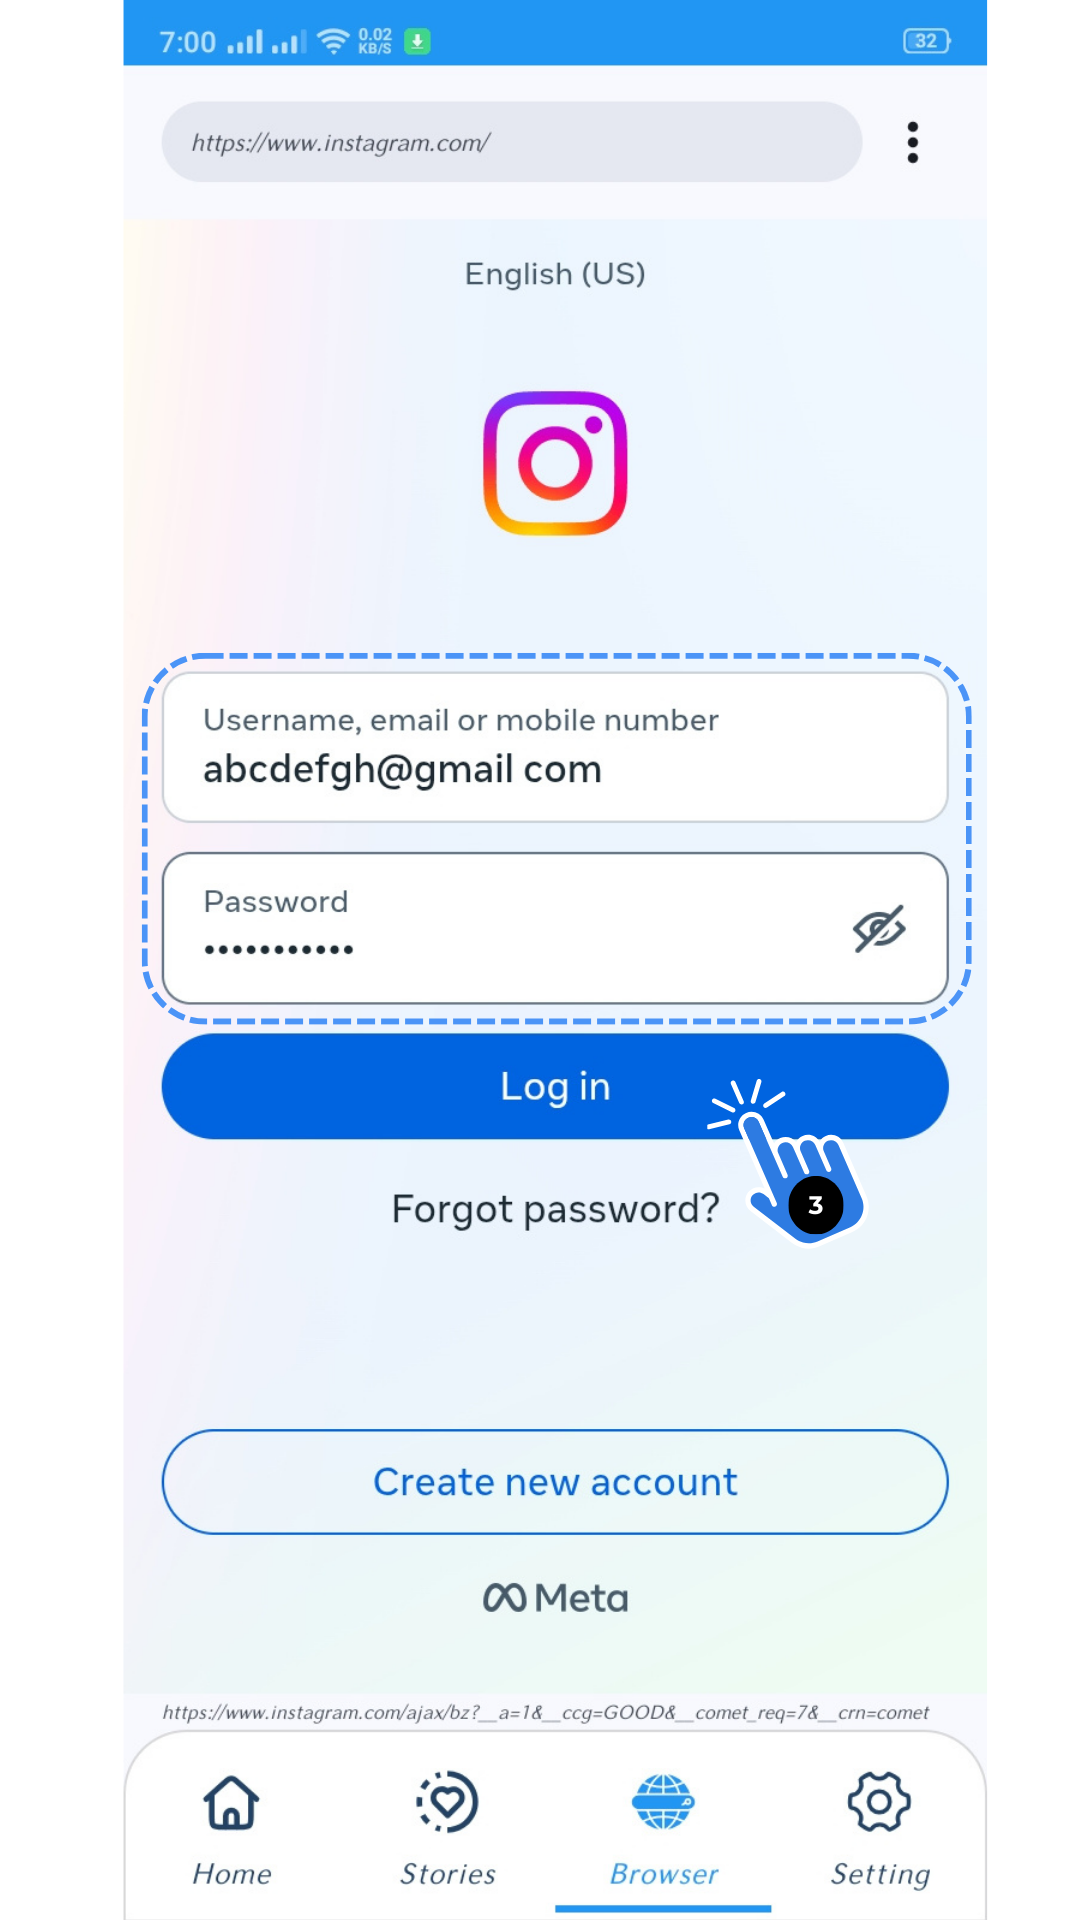 7:00 0.02 KB/S 32
https://www.instagram.com/
English (US)
Username, email or mobile number
abcdefgh@gmail com
Password
•••••••••••
Log in
3
Forgot password?
Create new account
Meta
https://www.instagram.com/ajax/bz?__a=1&__ccg=GOOD&__comet_req=7&__crn=comet
Home Stories Browser Setting